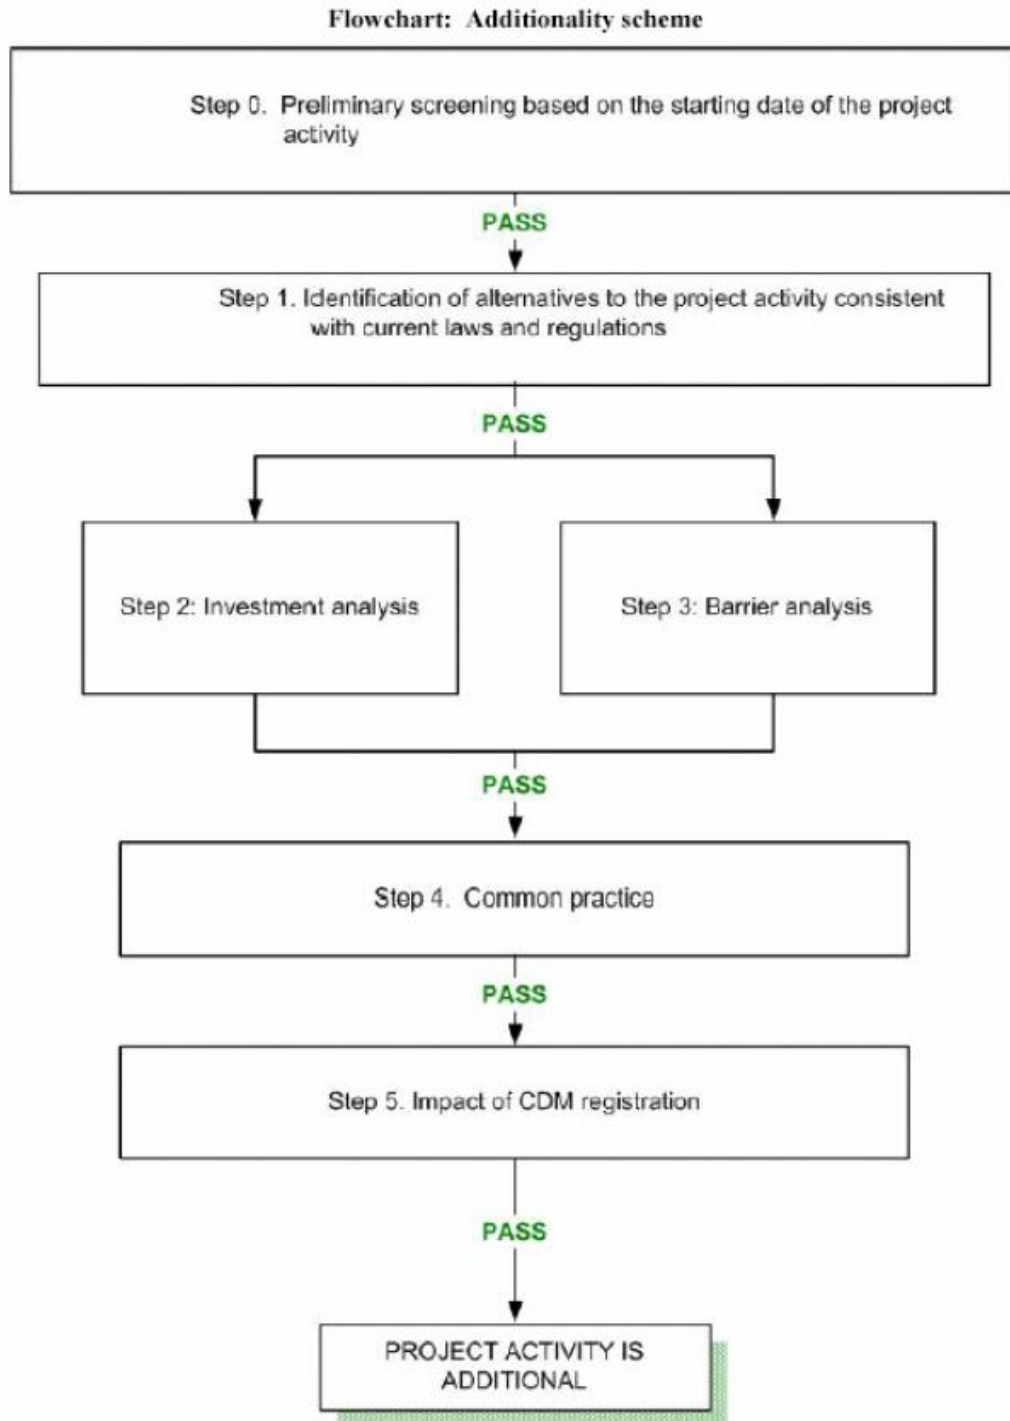 Flowchart: Additionality scheme
Step 0. Preliminary screening based on the starting date of the project
activity
PASS
Step 1. Identification of alternatives to the project activity consistent
with current laws and regulations
PASS
Step 2: Investment analysis
Step 3: Barrier analysis
PASS
Step 4. Common practice
PASS
Step 5. Impact of CDM registration
PASS
PROJECT ACTIVITY IS
ADDITIONAL